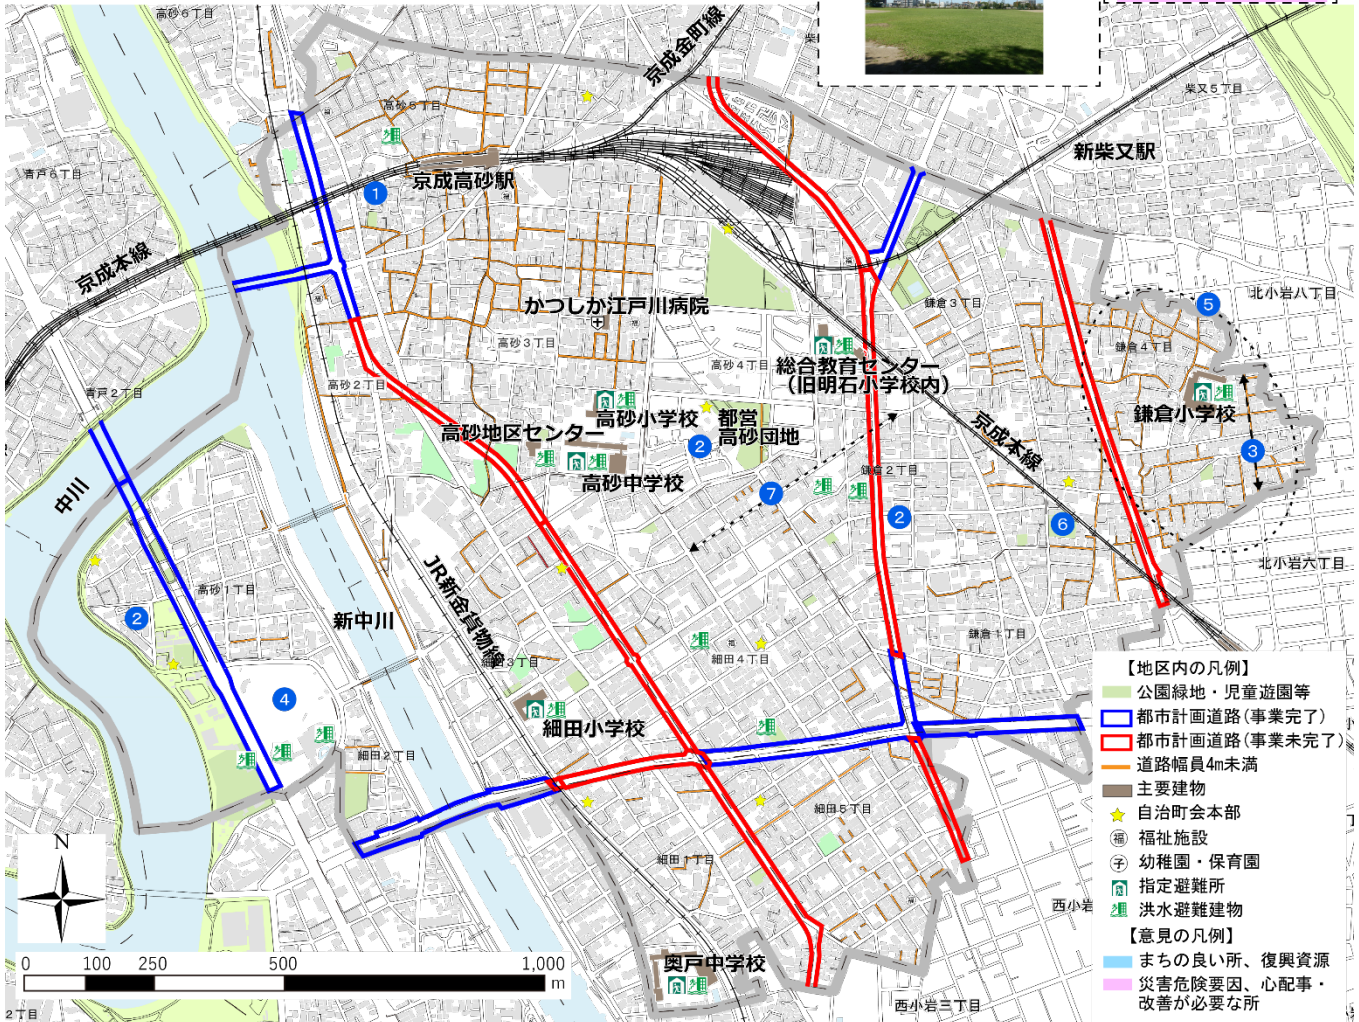 高砂6丁目
京成金町線
柴又5丁目
高砂5丁目
新柴又駅
青戸6丁目
1
京成高砂駅
京成本線
鎌倉3丁目
5
北小岩八丁目
かつしか江戸川病院
高砂3丁目
高砂4丁目
鎌倉4丁目
総合教育センター
(旧明石小学校内)
高砂2丁目
青戸2丁目
高砂小学校
都営
高砂団地
鎌倉小学校
高砂地区センター
2
京成本線
3
高砂中学校
鎌倉2丁目
7
中川
2
6
JR新金貨物線
北小岩六丁目
高砂1丁目
2
新中川
鎌倉1丁目
細田3丁目
福
細田4丁目
4
細田小学校
細田2丁目
細田5丁目
細田1丁目
西小岩
奥戸中学校
西小岩三丁目
2丁目
N
0 100 250 500 1,000
m
【地区内の凡例】
公園緑地・児童遊園等
都市計画道路(事業完了)
都市計画道路(事業未完了)
道路幅員4m未満
主要建物
自治町会本部
福 福祉施設
子 幼稚園・保育園
指定避難所
洪水避難建物
【意見の凡例】
まちの良い所、復興資源
災害危険要因、心配事・
改善が必要な所